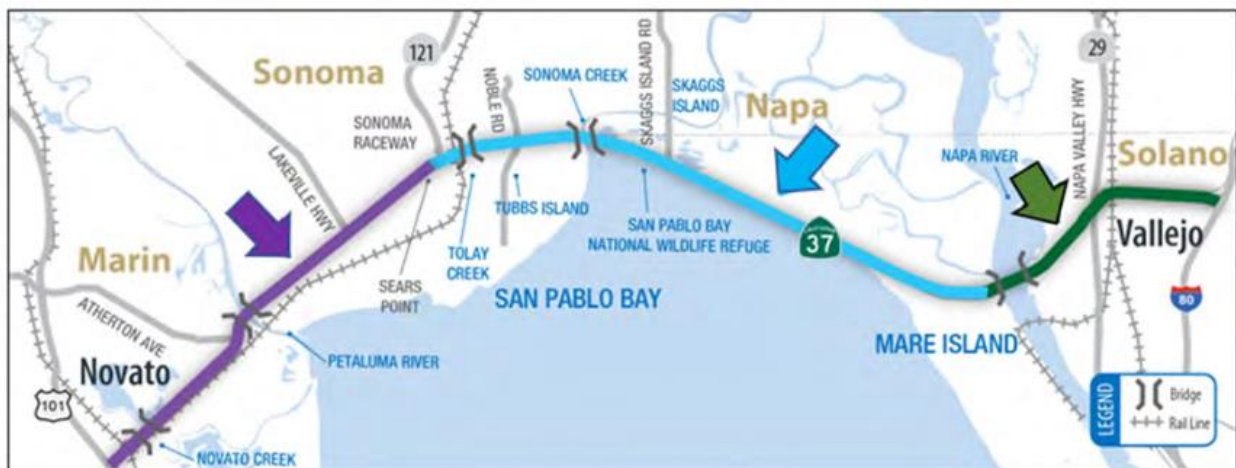 121
Sonoma
SONOMA
RACEWAY
LAKEVILLE HWY
NOBLE RD
SONOMA CREEK
SKAGGS ISLAND RD
SKAGGS
ISLAND
Napa
NAPA RIVER
NAPA VALLEY HWY
29
Solano
Vallejo
80
Marin
ATHERTON AVE
Novato
101
NOVATO CREEK
PETALUMA RIVER
SEARS
POINT
TOLAY
CREEK
TUBBS ISLAND
SAN PABLO BAY
NATIONAL WILDLIFE REFUGE
37
SAN PABLO BAY
MARE ISLAND
LEGEND
Bridge
Rail Line